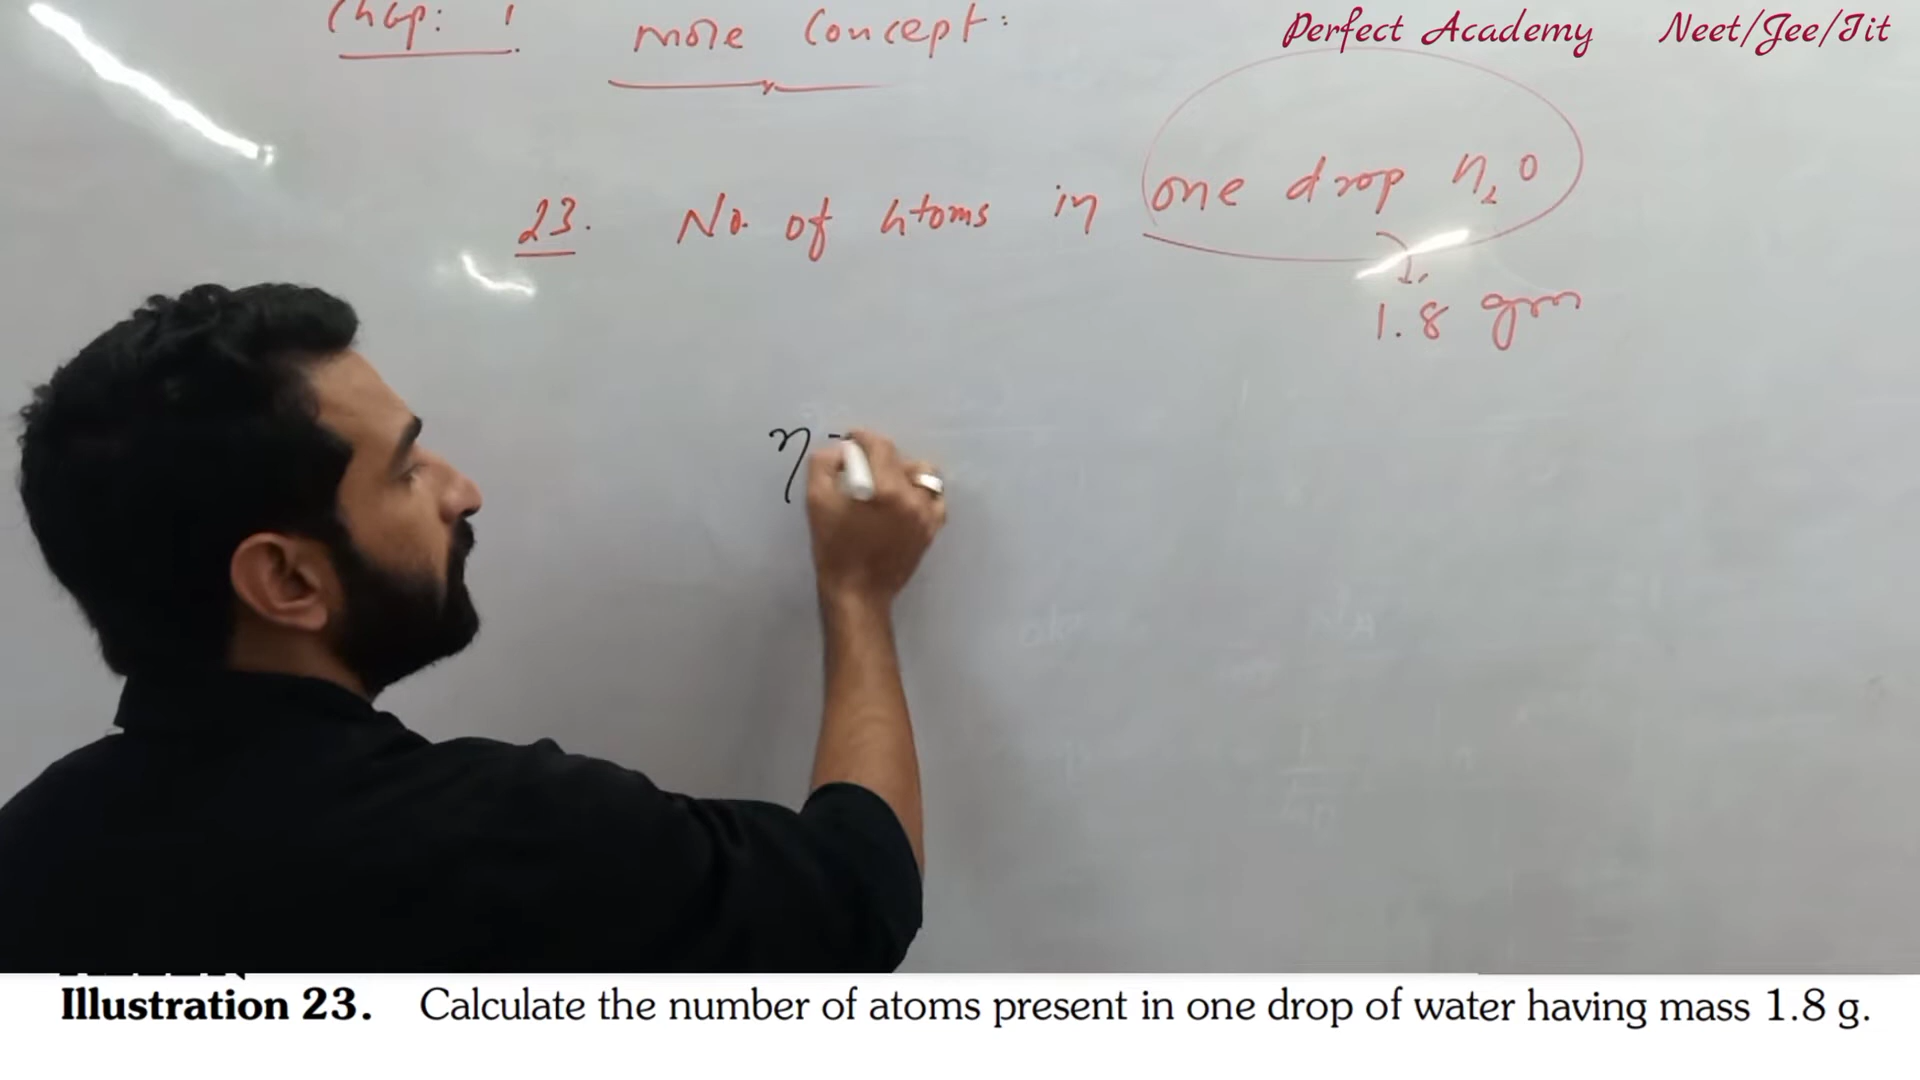 Chap: 1 mole Concept:
Perfect Academy Neet/Jee/Iit
23. No. of Atoms in one drop H2O
1.8 gm
η =
Illustration 23. Calculate the number of atoms present in one drop of water having mass 1.8 g.